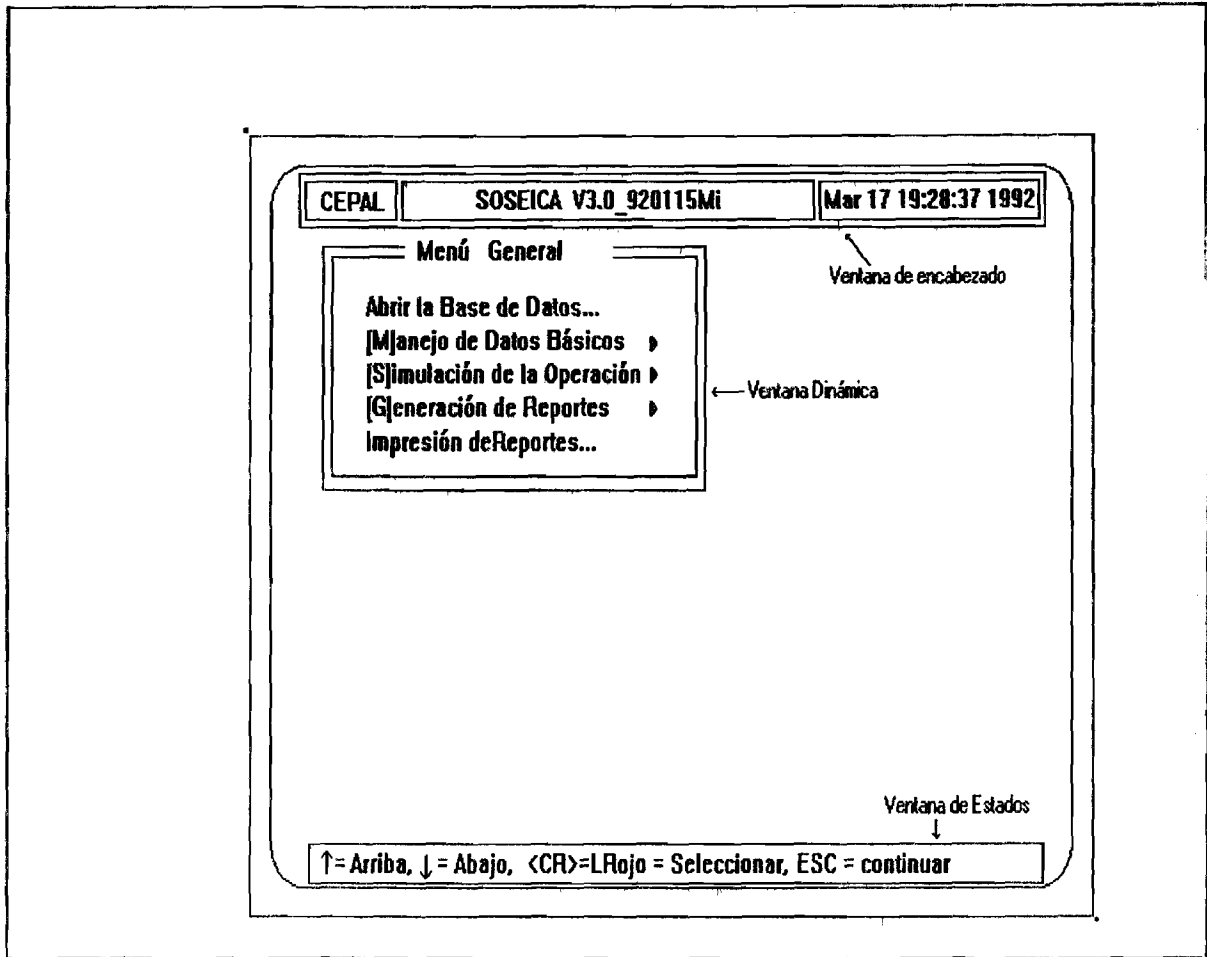 CEPAL SOSEICA V3.0_920115Mi Mar 17 19:28:37 1992
Menú General
Ventana de encabezado
Abrir la Base de Datos...
[M]anejo de Datos Básicos
[S]imulación de la Operación
← Ventana Dinámica
[G]eneración de Reportes
Impresión deReportes...
Ventana de Estados
↑= Arriba, ↓ = Abajo, <CR>=LRojo = Seleccionar, ESC = continuar